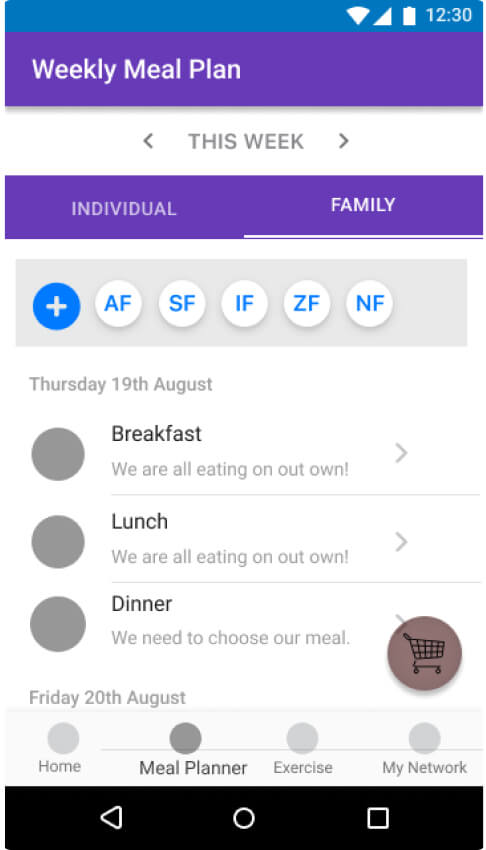 12:30
Weekly Meal Plan
THIS WEEK
INDIVIDUAL FAMILY
AF SF IF ZF NF
Thursday 19th August
Breakfast
We are all eating on out own!
Lunch
We are all eating on out own!
Dinner
We need to choose our meal.
Friday 20th August
Home Meal Planner Exercise My Network